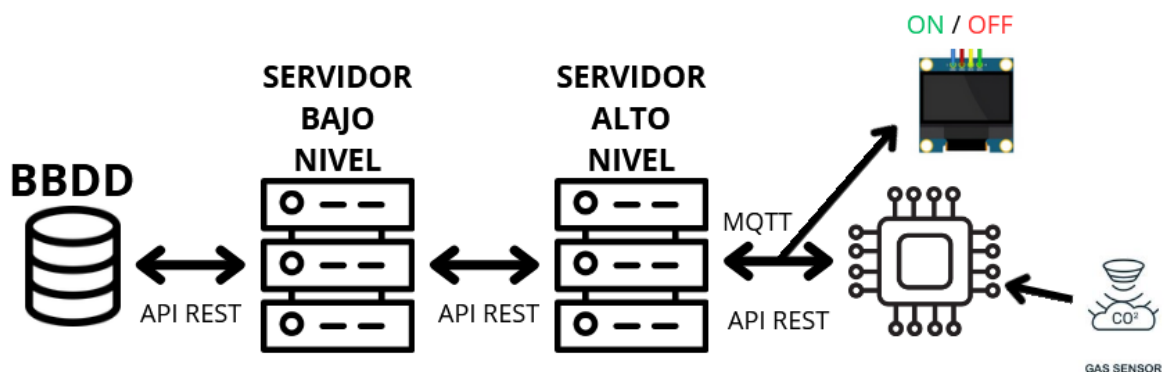 ON / OFF
SERVIDOR
BAJO
NIVEL
SERVIDOR
ALTO
NIVEL
BBDD
MQTT
API REST
API REST
API REST
CO²
GAS SENSOR